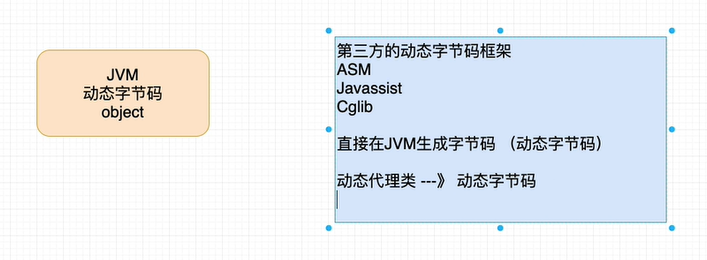 JVM
动态字节码
object
第三方的动态字节码框架
ASM
Javassist
Cglib
直接在JVM生成字节码 （动态字节码）
动态代理类 ---》 动态字节码